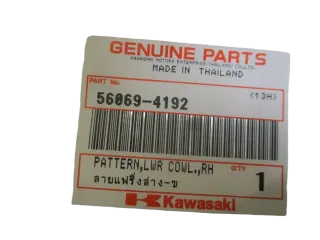 GENUINE PARTS
KAWASAKI MOTORS ENTERPRISE(THAILAND) CO.,LTD.
MADE IN THAILAND
PART No.
56069-4192
(13H)
PATTERN,LWR COWL.,RH
Q'TY
ลายแฟริ่งล่าง-ข
1
Kawasaki